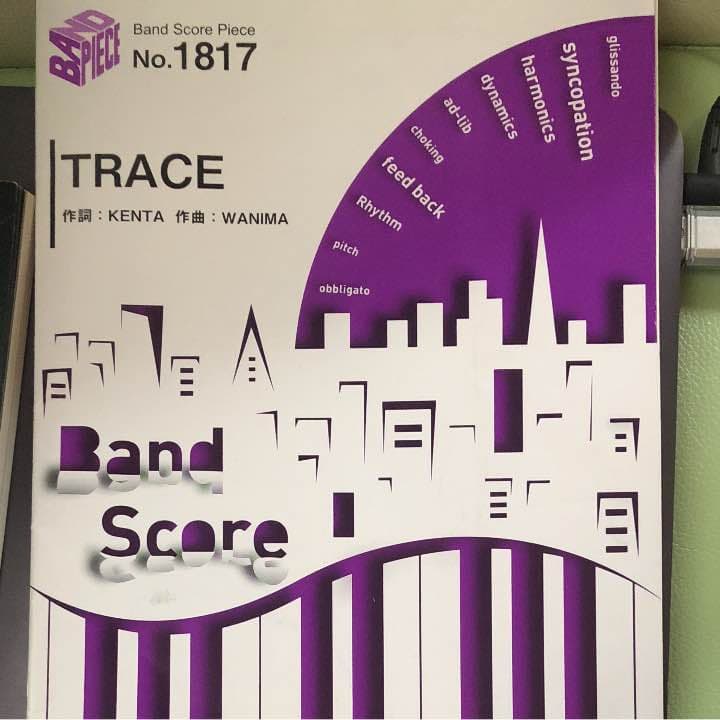 BAND PIECE
Band Score Piece
No.1817
TRACE
作詞：KENTA 作曲：WANIMA
glissando
syncopation
harmonics
dynamics
ad-lib
choking
feed back
Rhythm
pitch
obbligato
Band
Score